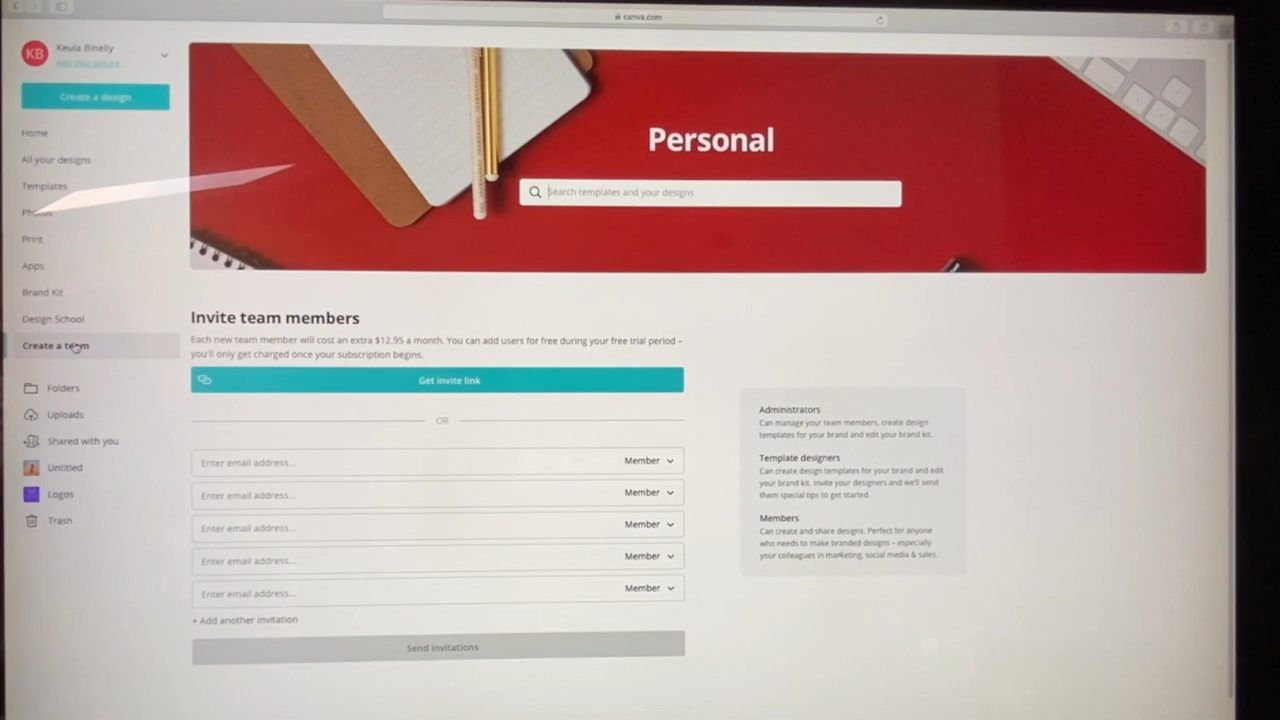 canva.com
KB
Keula Binelly
Add your picture
Create a design
Home
All your designs
Templates
Photos
Print
Apps
Brand Kit
Design School
Create a team
Folders
Uploads
Shared with you
Untitled
Logos
Trash
Personal
Search templates and your designs
Invite team members
Each new team member will cost an extra $12.95 a month. You can add users for free during your free trial period –
you'll only get charged once your subscription begins.
Get invite link
OR
Enter email address... Member
Enter email address... Member
Enter email address... Member
Enter email address... Member
Enter email address... Member
+ Add another invitation
Send invitations
Administrators
Can manage your team members, create design
templates for your brand and edit your brand kit.
Template designers
Can create design templates for your brand and edit
your brand kit. Invite your designers and we'll send
them special tips to get started.
Members
Can create and share designs. Perfect for anyone
who needs to make branded designs – especially
your colleagues in marketing, social media & sales.